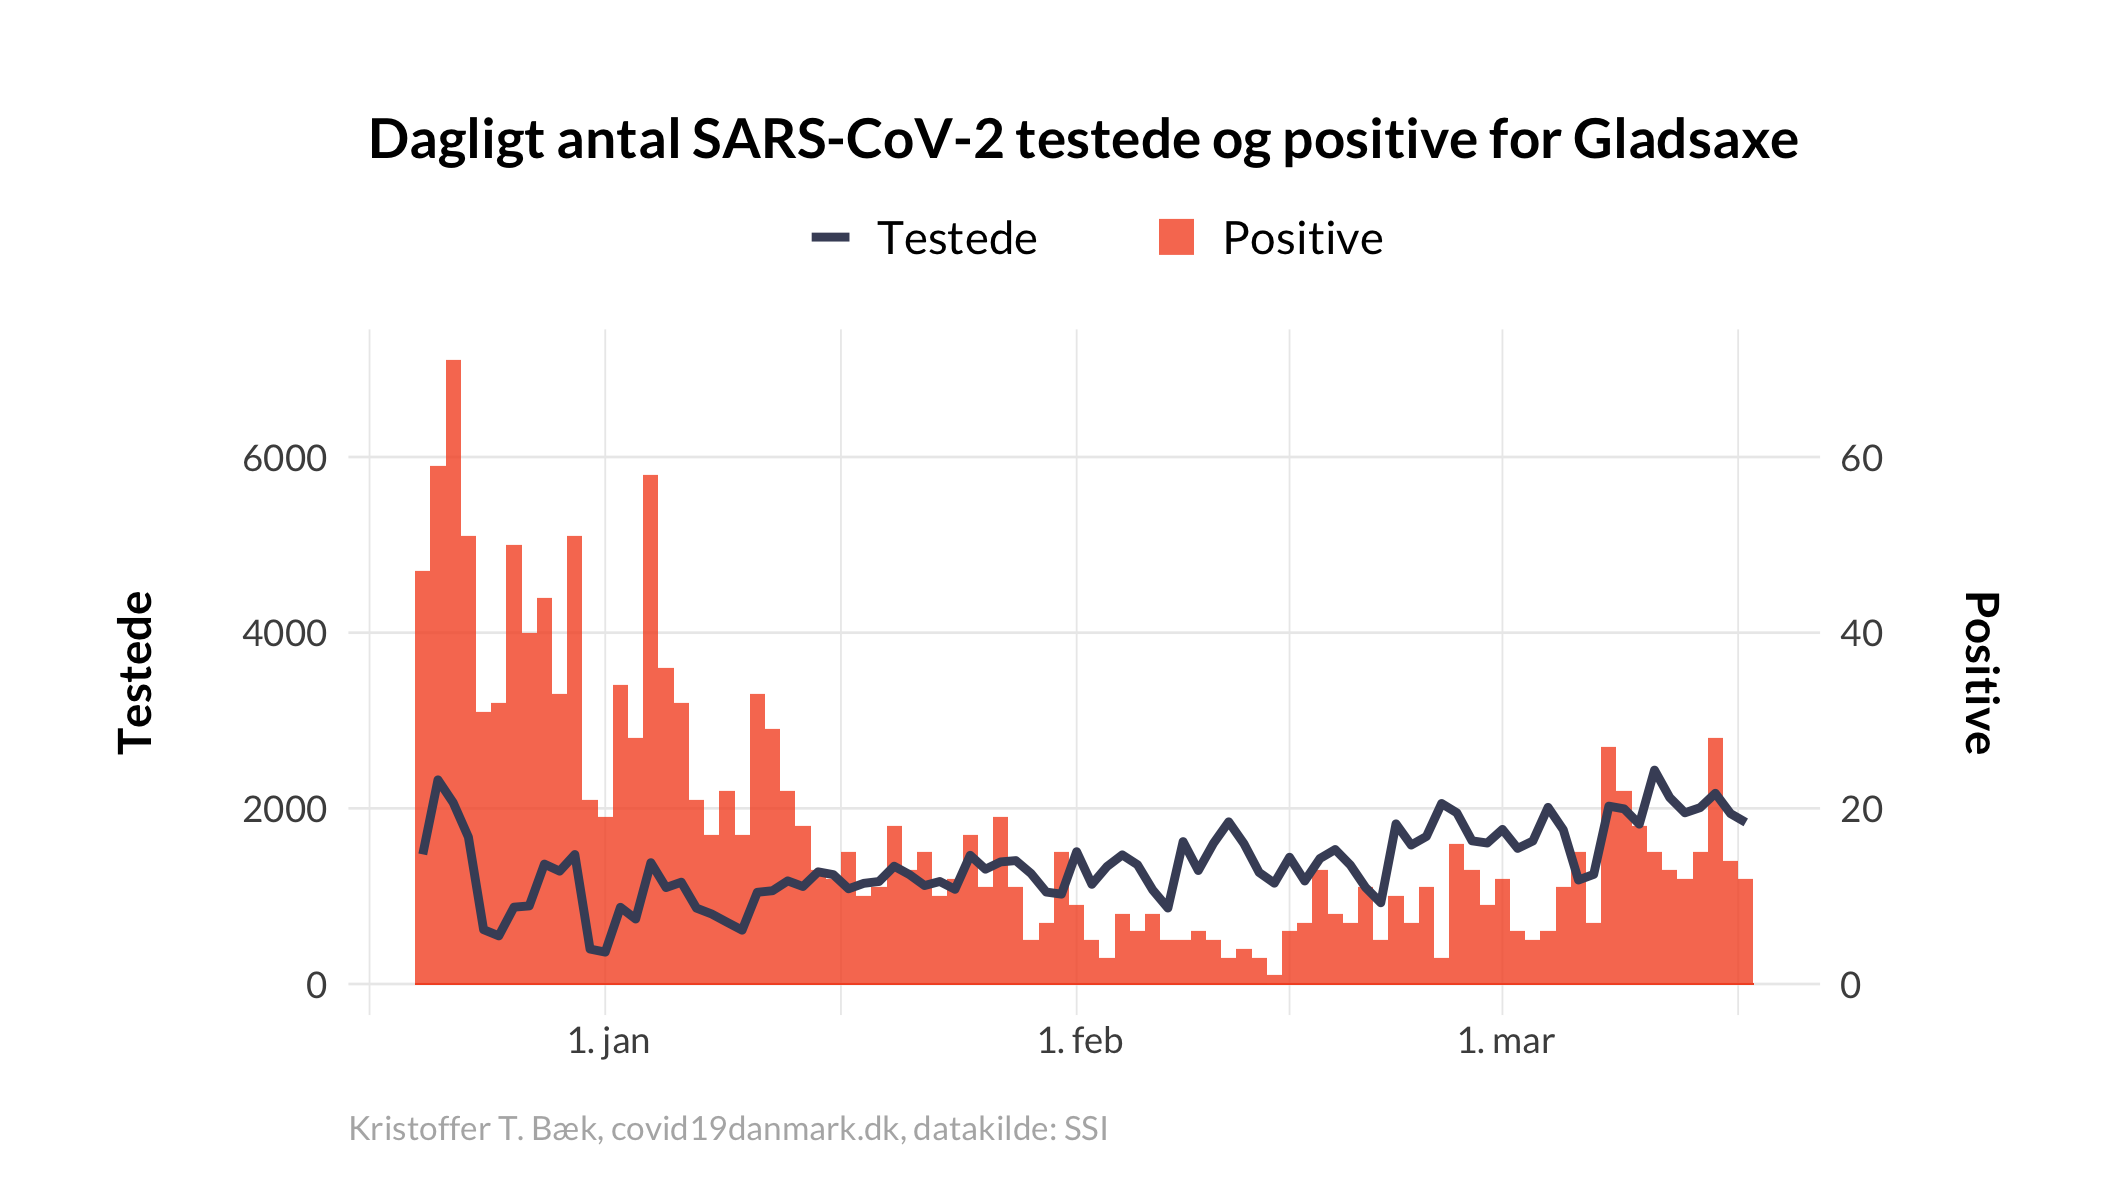 Dagligt antal SARS-CoV-2 testede og positive for Gladsaxe
Testede
Positive
6000
4000
2000
0
60
40
20
0
Testede
Positive
1. jan
1. feb
1. mar
Kristoffer T. Bæk, covid19danmark.dk, datakilde: SSI